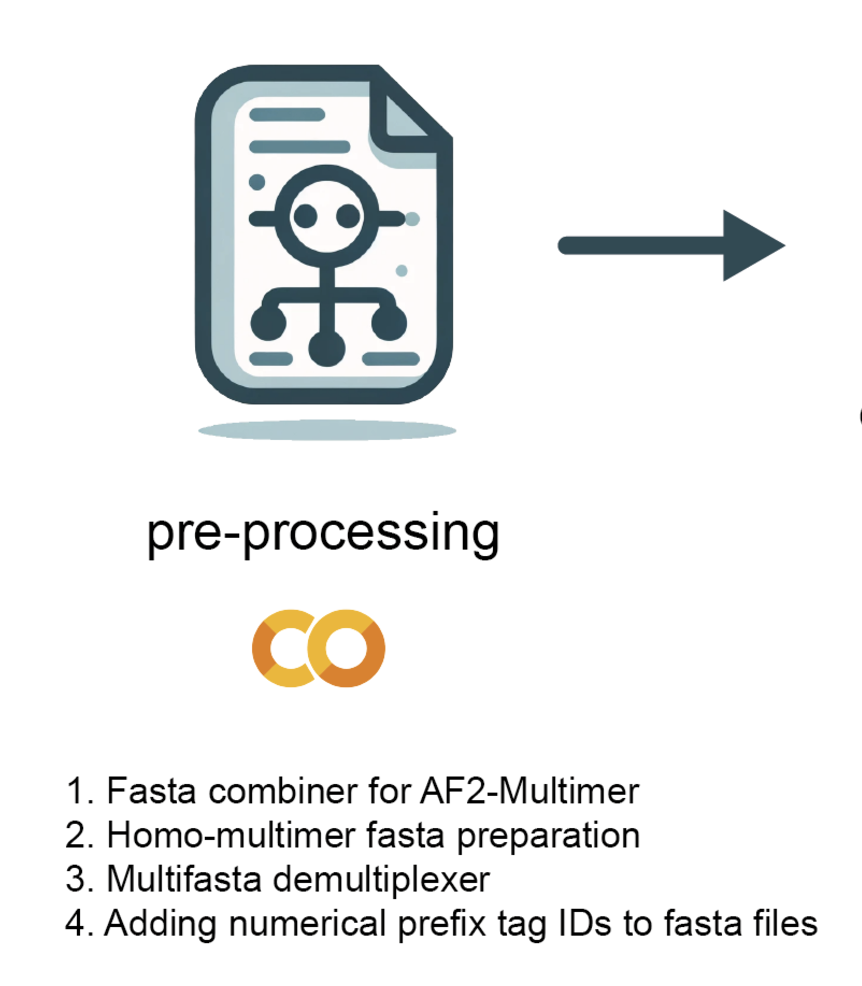 pre-processing
CO
1. Fasta combiner for AF2-Multimer
2. Homo-multimer fasta preparation
3. Multifasta demultiplexer
4. Adding numerical prefix tag IDs to fasta files